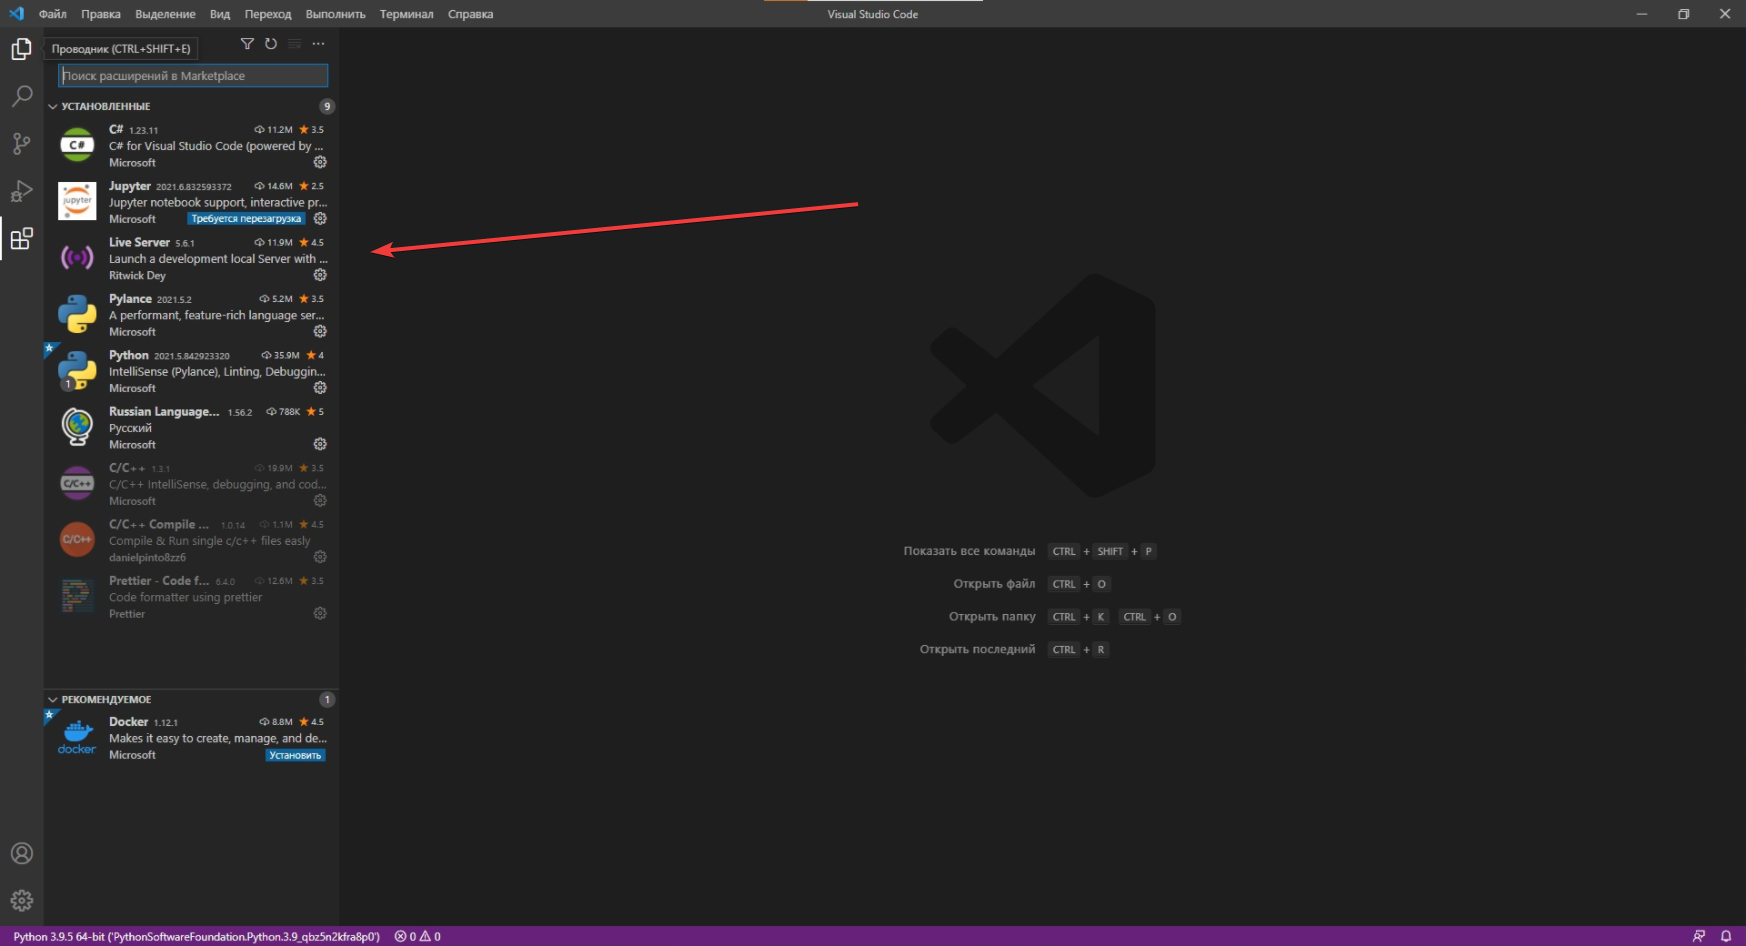 Файл Правка Выделение Вид Переход Выполнить Терминал Справка
Visual Studio Code
Проводник (CTRL+SHIFT+E)
Поиск расширений в Marketplace
УСТАНОВЛЕННЫЕ 9
C# 1.23.11 11.2M 3.5
C# for Visual Studio Code (powered by ...
Microsoft
C#
Jupyter 2021.6.832593372 14.6M 2.5
Jupyter notebook support, interactive pr...
Microsoft Требуется перезагрузка
jupyter
Live Server 5.6.1 11.9M 4.5
Launch a development local Server with ...
Ritwick Dey
Pylance 2021.5.2 5.2M 3.5
A performant, feature-rich language ser...
Microsoft
Python 2021.5.842923320 35.9M 4
IntelliSense (Pylance), Linting, Debuggin...
1 Microsoft
Russian Language... 1.56.2 788K 5
Русский
Microsoft
C/C++ 1.3.1 19.9M 3.5
C/C++ IntelliSense, debugging, and cod...
Microsoft
C/C++
C/C++ Compile ... 1.0.14 1.1M 4.5
Compile & Run single c/c++ files easly
danielpinto8zz6
C/C++
Prettier - Code f... 6.4.0 12.6M 3.5
Code formatter using prettier
Prettier
РЕКОМЕНДУЕМОЕ 1
Docker 1.12.1 8.8M 4.5
Makes it easy to create, manage, and de...
Microsoft Установить
docker
Показать все команды CTRL + SHIFT + P
Открыть файл CTRL + O
Открыть папку CTRL + K CTRL + O
Открыть последний CTRL + R
Python 3.9.5 64-bit ('PythonSoftwareFoundation.Python.3.9_qbz5n2kfra8p0') 0 0